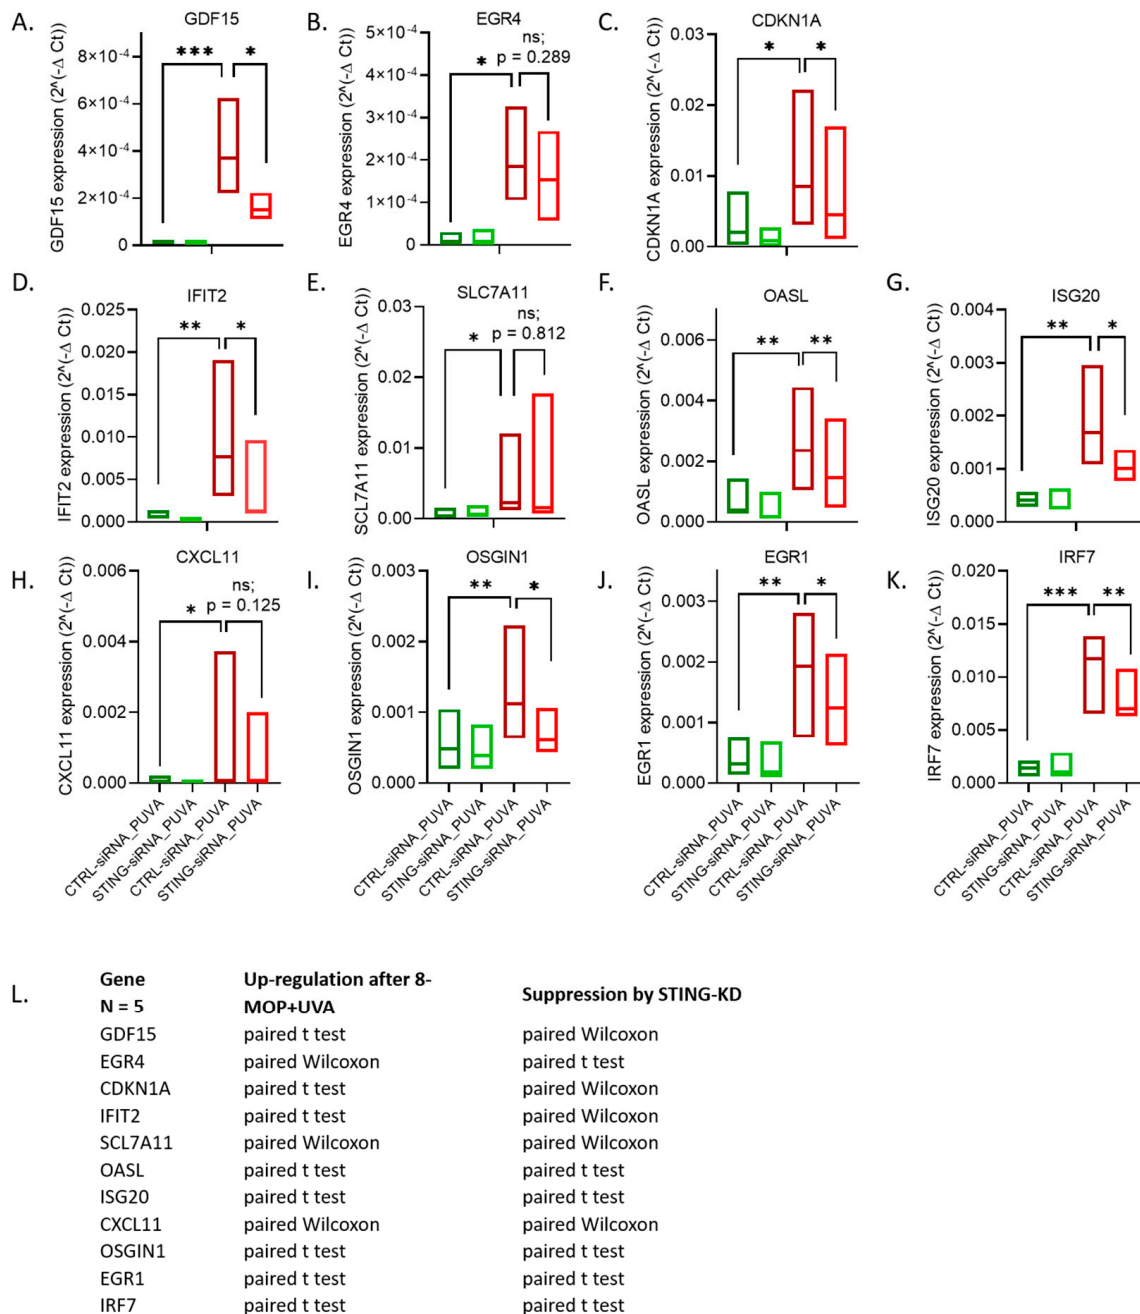 A.
GDF15
GDF15 expression (2^(-Δ Ct))
8×10⁻⁴
6×10⁻⁴
4×10⁻⁴
2×10⁻⁴
0
***
*
B.
EGR4
EGR4 expression (2^(-Δ Ct))
5×10⁻⁴
4×10⁻⁴
3×10⁻⁴
2×10⁻⁴
1×10⁻⁴
0
*
ns;
p = 0.289
C.
CDKN1A
CDKN1A expression (2^(-Δ Ct))
0.03
0.02
0.01
0.00
*
*
D.
IFIT2
IFIT2 expression (2^(-Δ Ct))
0.025
0.020
0.015
0.010
0.005
0.000
**
*
E.
SLC7A11
SCL7A11 expression (2^(-Δ Ct))
0.03
0.02
0.01
0.00
*
ns;
p = 0.812
F.
OASL
OASL expression (2^(-Δ Ct))
0.006
0.004
0.002
0.000
**
**
G.
ISG20
ISG20 expression (2^(-Δ Ct))
0.004
0.003
0.002
0.001
0.000
**
*
H.
CXCL11
CXCL11 expression (2^(-Δ Ct))
0.006
0.004
0.002
0.000
*
ns;
p = 0.125
CTRL-siRNA_PUVA
STING-siRNA_PUVA
CTRL-siRNA_PUVA
STING-siRNA_PUVA
I.
OSGIN1
OSGIN1 expression (2^(-Δ Ct))
0.003
0.002
0.001
0.000
**
*
CTRL-siRNA_PUVA
STING-siRNA_PUVA
CTRL-siRNA_PUVA
STING-siRNA_PUVA
J.
EGR1
EGR1 expression (2^(-Δ Ct))
0.003
0.002
0.001
0.000
**
*
CTRL-siRNA_PUVA
STING-siRNA_PUVA
CTRL-siRNA_PUVA
STING-siRNA_PUVA
K.
IRF7
IRF7 expression (2^(-Δ Ct))
0.020
0.015
0.010
0.005
0.000
***
**
CTRL-siRNA_PUVA
STING-siRNA_PUVA
CTRL-siRNA_PUVA
STING-siRNA_PUVA
L.
Gene Up-regulation after 8-
N = 5 MOP+UVA Suppression by STING-KD
GDF15 paired t test paired Wilcoxon
EGR4 paired Wilcoxon paired t test
CDKN1A paired t test paired Wilcoxon
IFIT2 paired t test paired Wilcoxon
SCL7A11 paired Wilcoxon paired Wilcoxon
OASL paired t test paired t test
ISG20 paired t test paired t test
CXCL11 paired Wilcoxon paired Wilcoxon
OSGIN1 paired t test paired t test
EGR1 paired t test paired t test
IRF7 paired t test paired t test